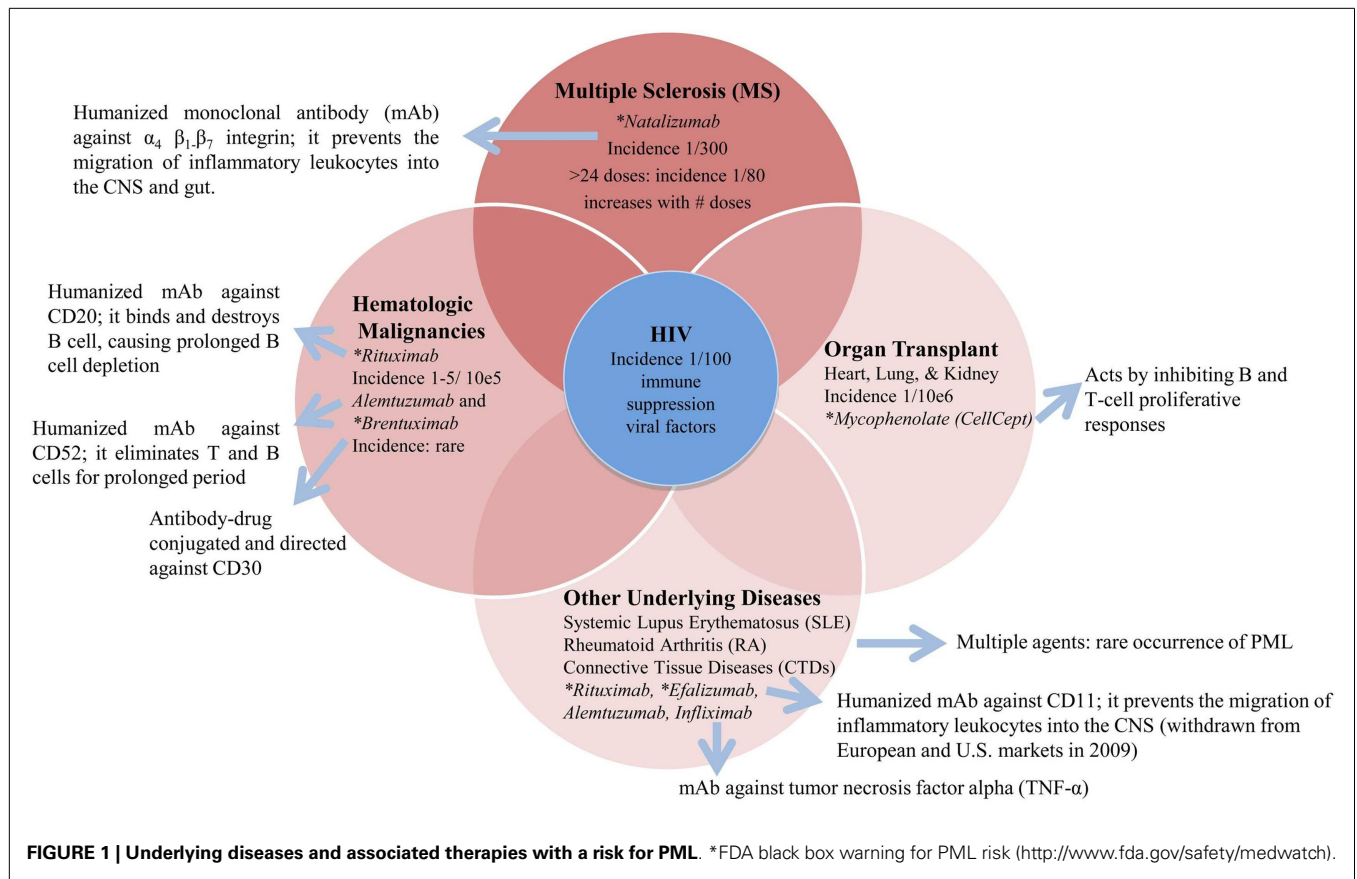 Multiple Sclerosis (MS)
*Natalizumab
Incidence 1/300
>24 doses: incidence 1/80
increases with # doses
Humanized monoclonal antibody (mAb)
against α₄ β₁-β₇ integrin; it prevents the
migration of inflammatory leukocytes into
the CNS and gut.
Humanized mAb against
CD20; it binds and destroys
B cell, causing prolonged B
cell depletion
Humanized mAb against
CD52; it eliminates T and B
cells for prolonged period
Antibody-drug
conjugated and directed
against CD30
Hematologic
Malignancies
*Rituximab
Incidence 1-5/ 10e5
Alemtuzumab and
*Brentuximab
Incidence: rare
HIV
Incidence 1/100
immune
suppression
viral factors
Organ Transplant
Heart, Lung, & Kidney
Incidence 1/10e6
*Mycophenolate (CellCept)
Acts by inhibiting B and
T-cell proliferative
responses
Other Underlying Diseases
Systemic Lupus Erythematosus (SLE)
Rheumatoid Arthritis (RA)
Connective Tissue Diseases (CTDs)
*Rituximab, *Efalizumab,
Alemtuzumab, Infliximab
Multiple agents: rare occurrence of PML
Humanized mAb against CD11; it prevents the migration of
inflammatory leukocytes into the CNS (withdrawn from
European and U.S. markets in 2009)
mAb against tumor necrosis factor alpha (TNF-α)
FIGURE 1 | Underlying diseases and associated therapies with a risk for PML. *FDA black box warning for PML risk (http://www.fda.gov/safety/medwatch).